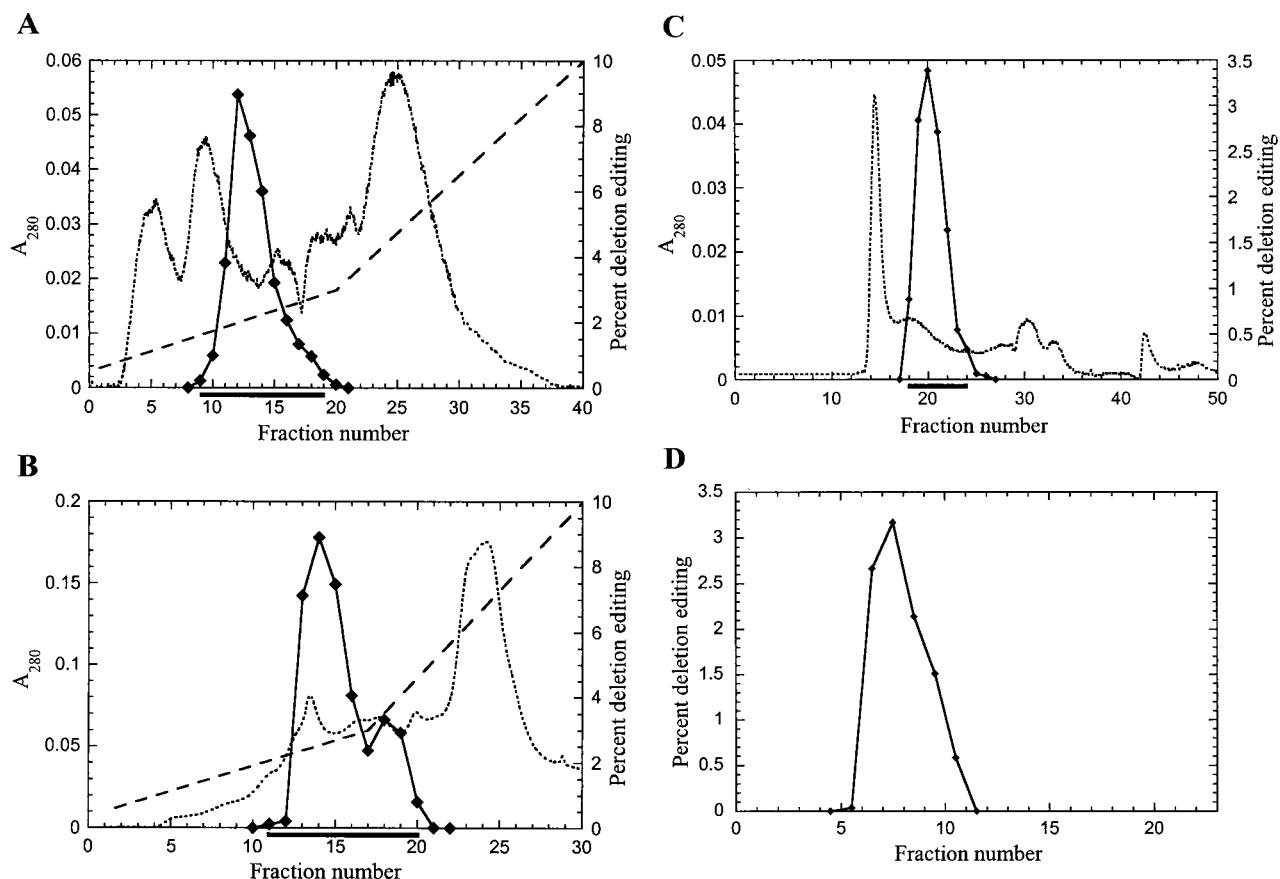 A
0.06
0.05
0.04
0.03
0.02
0.01
0
A280
10
8
6
4
2
0
Percent deletion editing
0 5 10 15 20 25 30 35 40
Fraction number
B
0.2
0.15
0.1
0.05
0
A280
10
8
6
4
2
0
Percent deletion editing
0 5 10 15 20 25 30
Fraction number
C
0.05
0.04
0.03
0.02
0.01
0
A280
3.5
3
2.5
2
1.5
1
0.5
0
Percent deletion editing
0 10 20 30 40 50
Fraction number
D
3.5
3
2.5
2
1.5
1
0.5
0
Percent deletion editing
0 5 10 15 20
Fraction number